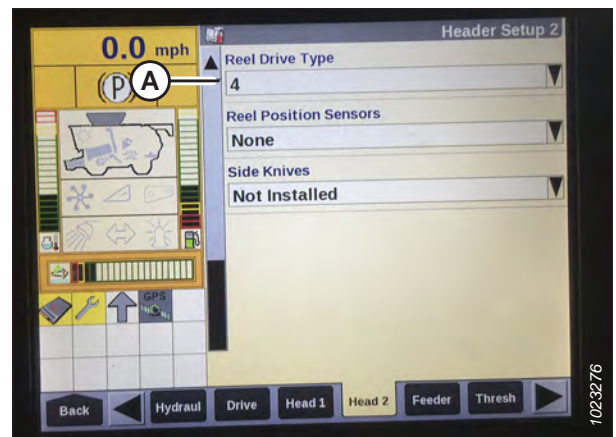 0.0 mph
Header Setup 2
Reel Drive Type
(P)
A
4
Reel Position Sensors
None
Side Knives
Not Installed
GPS
Back
Hydraul
Drive
Head 1
Head 2
Feeder
Thresh
1023276